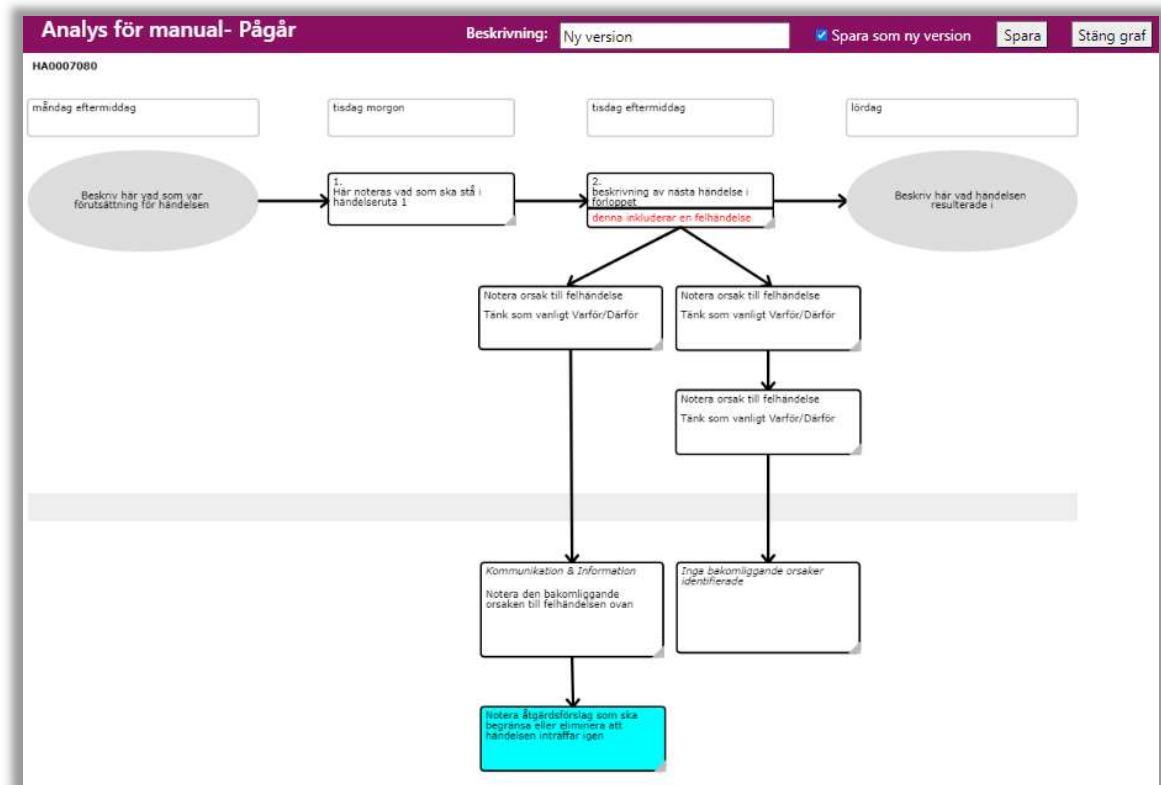 Analys för manual- Pågår
Beskrivning:
Ny version
Spara som ny version
Spara
Stäng graf
HA0007080
måndag eftermiddag
tisdag morgon
tisdag eftermiddag
lördag
Beskriv här vad som var
förutsättning för händelsen
1.
Här noteras vad som ska stå i
händelseruta 1
2.
beskrivning av nästa händelse i
förloppet
denna inkluderar en felhändelse
Beskriv här vad händelsen
resulterade i
Notera orsak till felhändelse
Tänk som vanligt Varför/Därför
Notera orsak till felhändelse
Tänk som vanligt Varför/Därför
Notera orsak till felhändelse
Tänk som vanligt Varför/Därför
Kommunikation & Information
Notera den bakomliggande
orsaken till felhändelsen ovan
Inga bakomliggande orsaker
identifierade
Notera åtgärdsförslag som ska
begränsa eller eliminera att
händelsen inträffar igen